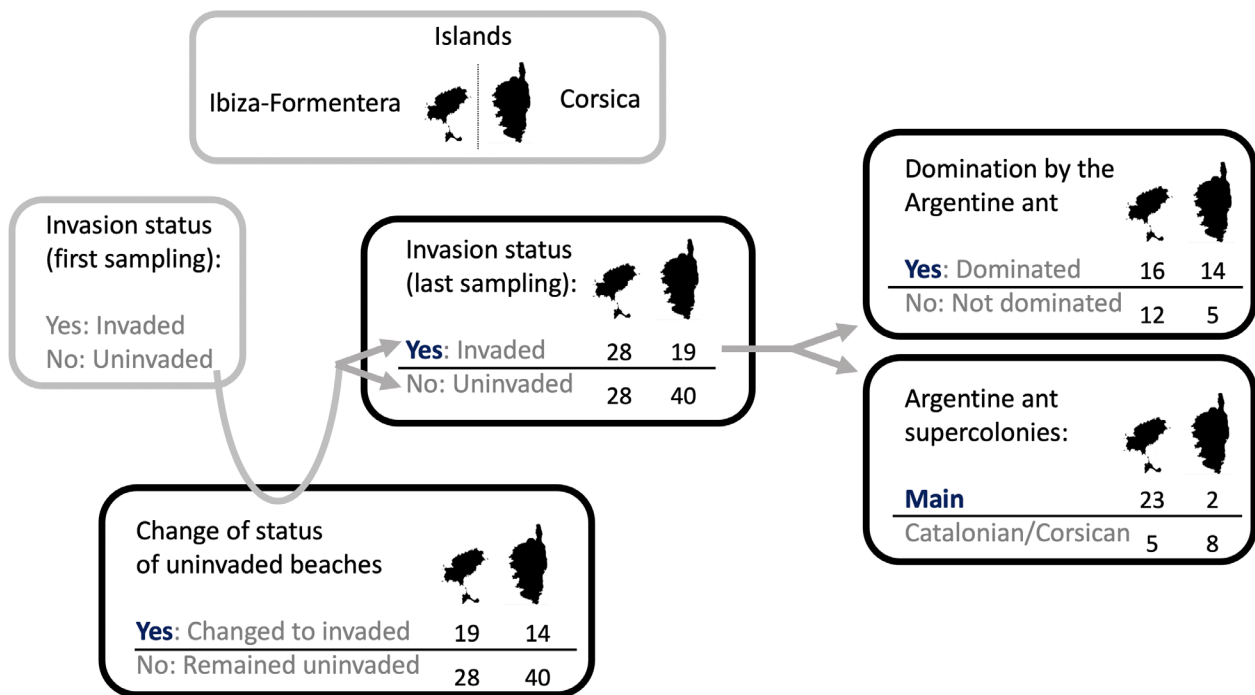 Islands
Ibiza-Formentera Corsica
Invasion status
(first sampling):
Yes: Invaded
No: Uninvaded
Invasion status
(last sampling):
Yes: Invaded 28 19
No: Uninvaded 28 40
Change of status
of uninvaded beaches
Yes: Changed to invaded 19 14
No: Remained uninvaded 28 40
Domination by the
Argentine ant
Yes: Dominated 16 14
No: Not dominated 12 5
Argentine ant
supercolonies:
Main 23 2
Catalonian/Corsican 5 8